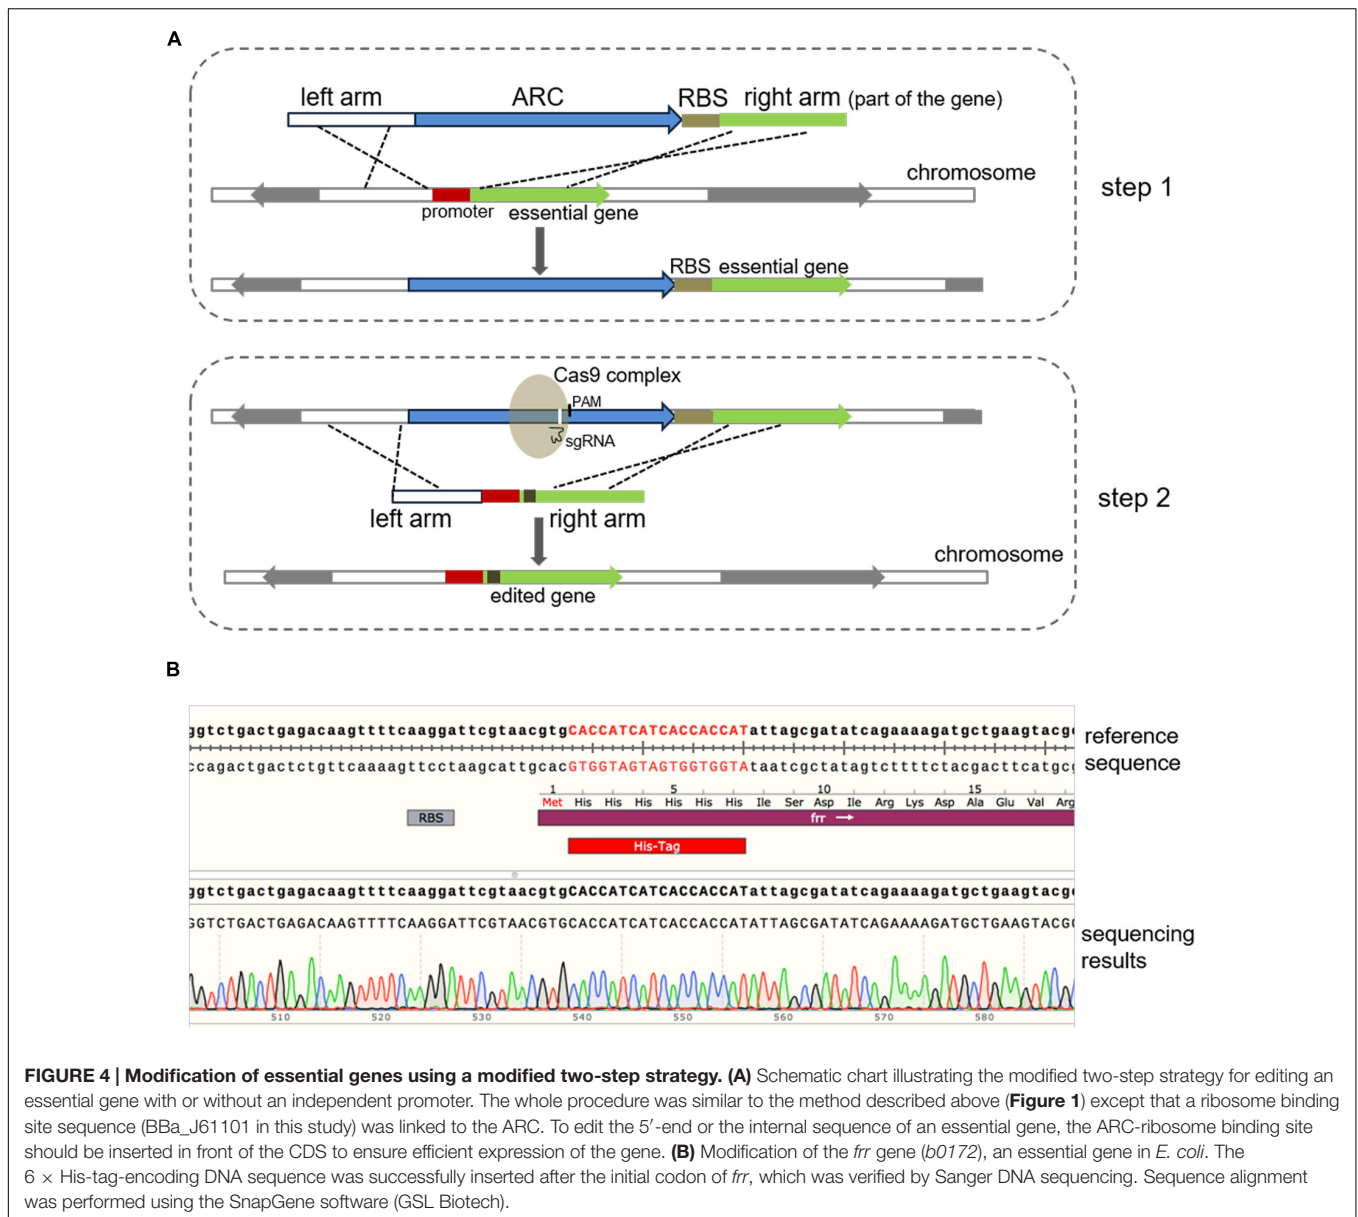 A
left arm ARC RBS right arm (part of the gene)
chromosome
step 1
promoter essential gene
RBS essential gene
Cas9 complex
PAM
sgRNA
left arm right arm
step 2
chromosome
edited gene
B
ggtctgactgagacaagttttcaaggattcgtaacgtgCACCATCATCACCACCATattagcgatatcagaaaagatgctgaagtacgc
reference
ccagactgactctgttcaaaagttcctaagcattgcacGTGGTAGTAGTGGTGGTAtaatcgctatagtcttttctacgacttcatgcg
sequence
1 5 10 15
Met His His His His His His Ile Ser Asp Ile Arg Lys Asp Ala Glu Val Arg
RBS frr →
His-Tag
ggtctgactgagacaagttttcaaggattcgtaacgtgCACCATCATCACCACCATattagcgatatcagaaaagatgctgaagtacgc
GGTCTGACTGAGACAAGTTTTCAAGGATTCGTAACGTGCACCATCATCACCACCATATTAGCGATATCAGAAAAGATGCTGAAGTACGC
sequencing
results
510 520 530 540 550 560 570 580
FIGURE 4 | Modification of essential genes using a modified two-step strategy. (A) Schematic chart illustrating the modified two-step strategy for editing an
essential gene with or without an independent promoter. The whole procedure was similar to the method described above (Figure 1) except that a ribosome binding
site sequence (BBa_J61101 in this study) was linked to the ARC. To edit the 5′-end or the internal sequence of an essential gene, the ARC-ribosome binding site
should be inserted in front of the CDS to ensure efficient expression of the gene. (B) Modification of the frr gene (b0172), an essential gene in E. coli. The
6 × His-tag-encoding DNA sequence was successfully inserted after the initial codon of frr, which was verified by Sanger DNA sequencing. Sequence alignment
was performed using the SnapGene software (GSL Biotech).